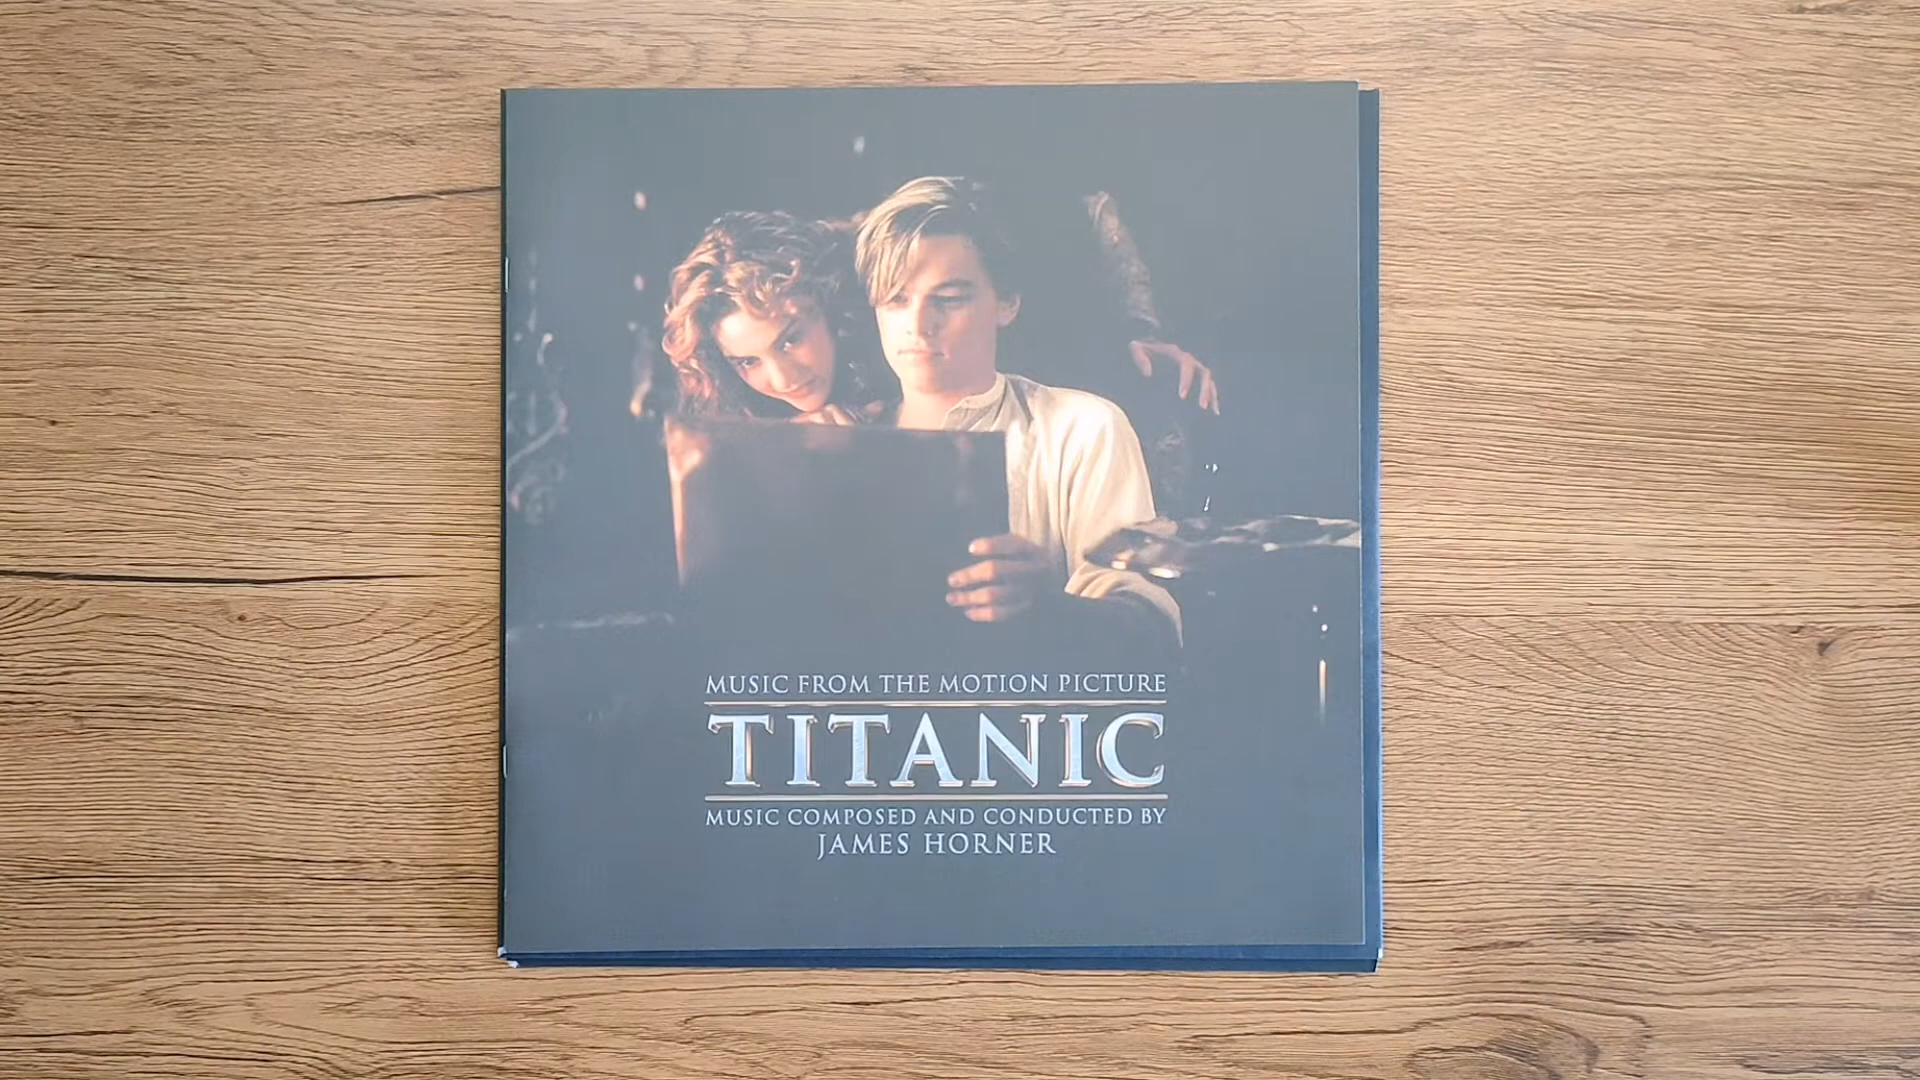 MUSIC FROM THE MOTION PICTURE
TITANIC
MUSIC COMPOSED AND CONDUCTED BY
JAMES HORNER